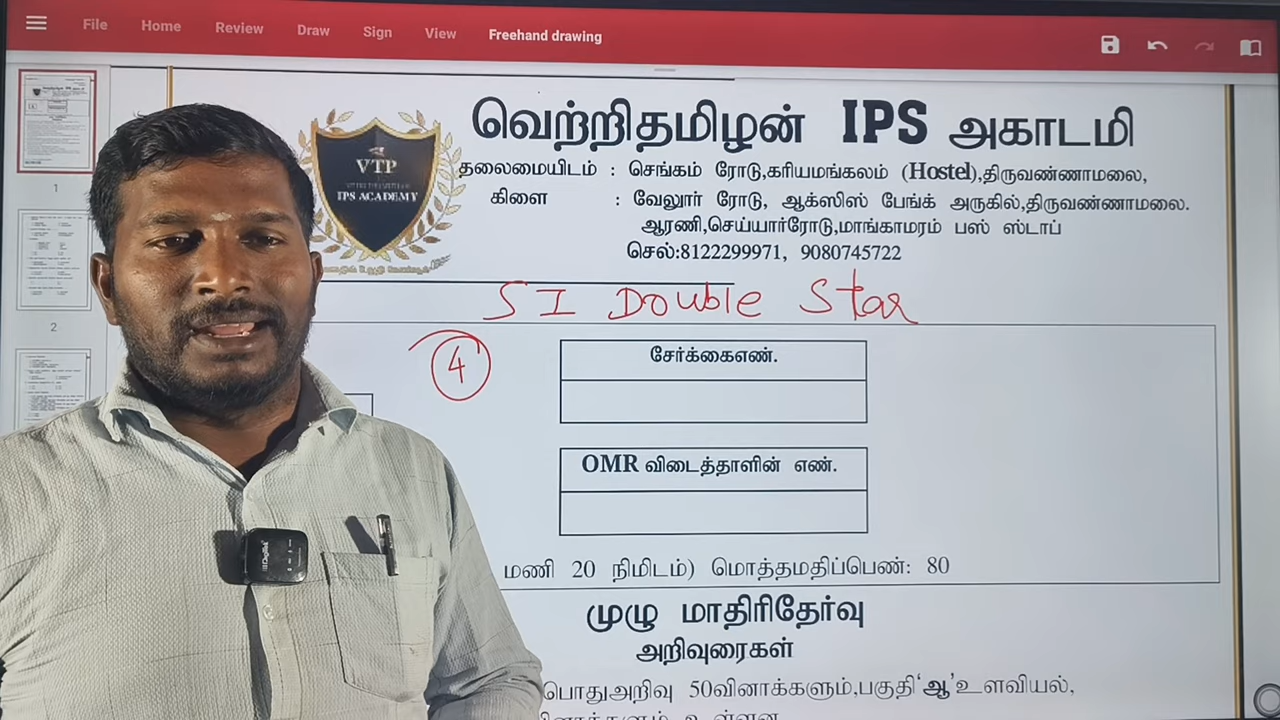 File Home Review Draw Sign View Freehand drawing
வெற்றிதமிழன் IPS அகாடமி
VTP
IPS ACADEMY
தலைமையிடம் : செங்கம் ரோடு,கரியமங்கலம் (Hostel),திருவண்ணாமலை,
கிளை : வேலூர் ரோடு, ஆக்ஸிஸ் பேங்க் அருகில்,திருவண்ணாமலை.
ஆரணி,செய்யார்ரோடு,மாங்காமரம் பஸ் ஸ்டாப்
செல்:8122299971, 9080745722
SI Double Star
4
சேர்க்கைஎண்.
OMR விடைத்தாளின் எண்.
மணி 20 நிமிடம்) மொத்தமதிப்பெண்: 80
முழு மாதிரிதேர்வு
அறிவுரைகள்
பொதுஅறிவு 50வினாக்களும்,பகுதி‘ஆ’உளவியல்,
1
2